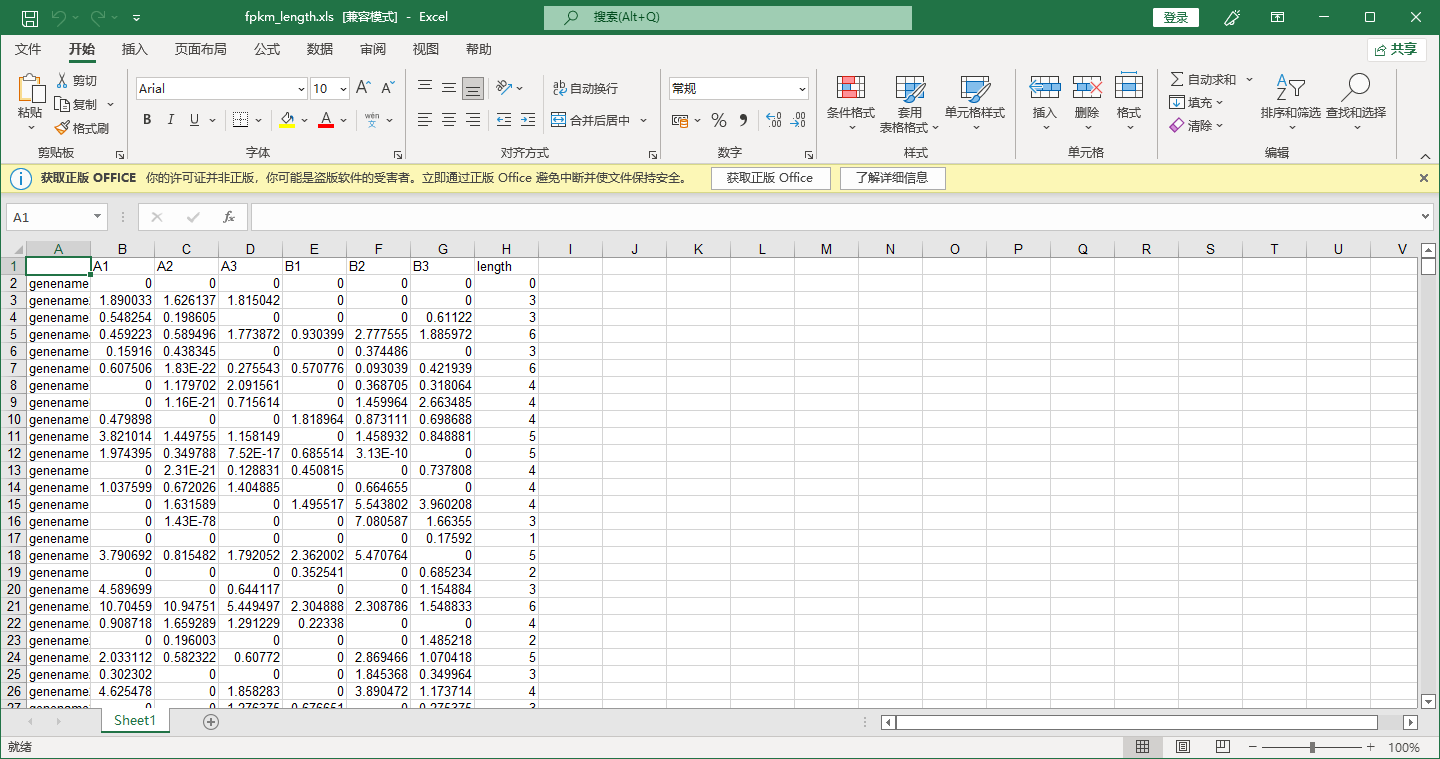 fpkm_length.xls [兼容模式] - Excel
搜索(Alt+Q)
登录
文件 开始 插入 页面布局 公式 数据 审阅 视图 帮助
共享
粘贴
剪切
复制
格式刷
剪贴板
Arial 10
B I U wén 文
字体
自动换行
合并后居中
对齐方式
常规
数字
条件格式
套用
表格格式
单元格样式
样式
插入 删除 格式
单元格
自动求和
填充
清除
排序和筛选
查找和选择
编辑
获取正版 OFFICE 你的许可证并非正版，你可能是盗版软件的受害者。立即通过正版 Office 避免中断并使文件保持安全。 获取正版 Office 了解详细信息
A1 fx
A B C D E F G H I J K L M N O P Q R S T U V
1 A1 A2 A3 B1 B2 B3 length
2 genename 0 0 0 0 0 0 0
3 genename 1.890033 1.626137 1.815042 0 0 0 3
4 genename 0.548254 0.198605 0 0 0 0.61122 3
5 genename 0.459223 0.589496 1.773872 0.930399 2.777555 1.885972 6
6 genename 0.15916 0.438345 0 0 0.374486 0 3
7 genename 0.607506 1.83E-22 0.275543 0.570776 0.093039 0.421939 6
8 genename 0 1.179702 2.091561 0 0.368705 0.318064 4
9 genename 0 1.16E-21 0.715614 0 1.459964 2.663485 4
10 genename 0.479898 0 0 1.818964 0.873111 0.698688 4
11 genename 3.821014 1.449755 1.158149 0 1.458932 0.848881 5
12 genename 1.974395 0.349788 7.52E-17 0.685514 3.13E-10 0 5
13 genename 0 2.31E-21 0.128831 0.450815 0 0.737808 4
14 genename 1.037599 0.672026 1.404885 0 0.664655 0 4
15 genename 0 1.631589 0 1.495517 5.543802 3.960208 4
16 genename 0 1.43E-78 0 0 7.080587 1.66355 3
17 genename 0 0 0 0 0 0.17592 1
18 genename 3.790692 0.815482 1.792052 2.362002 5.470764 0 5
19 genename 0 0 0 0.352541 0 0.685234 2
20 genename 4.589699 0 0.644117 0 0 1.154884 3
21 genename 10.70459 10.94751 5.449497 2.304888 2.308786 1.548833 6
22 genename 0.908718 1.659289 1.291229 0.22338 0 0 4
23 genename 0 0.196003 0 0 0 1.485218 2
24 genename 2.033112 0.582322 0.60772 0 2.869466 1.070418 5
25 genename 0.302302 0 0 0 1.845368 0.349964 3
26 genename 4.625478 0 1.858283 0 3.890472 1.173714 4
27 genename 0 0 1.276375 0.676651 0 0.275375 3
Sheet1
就绪
100%